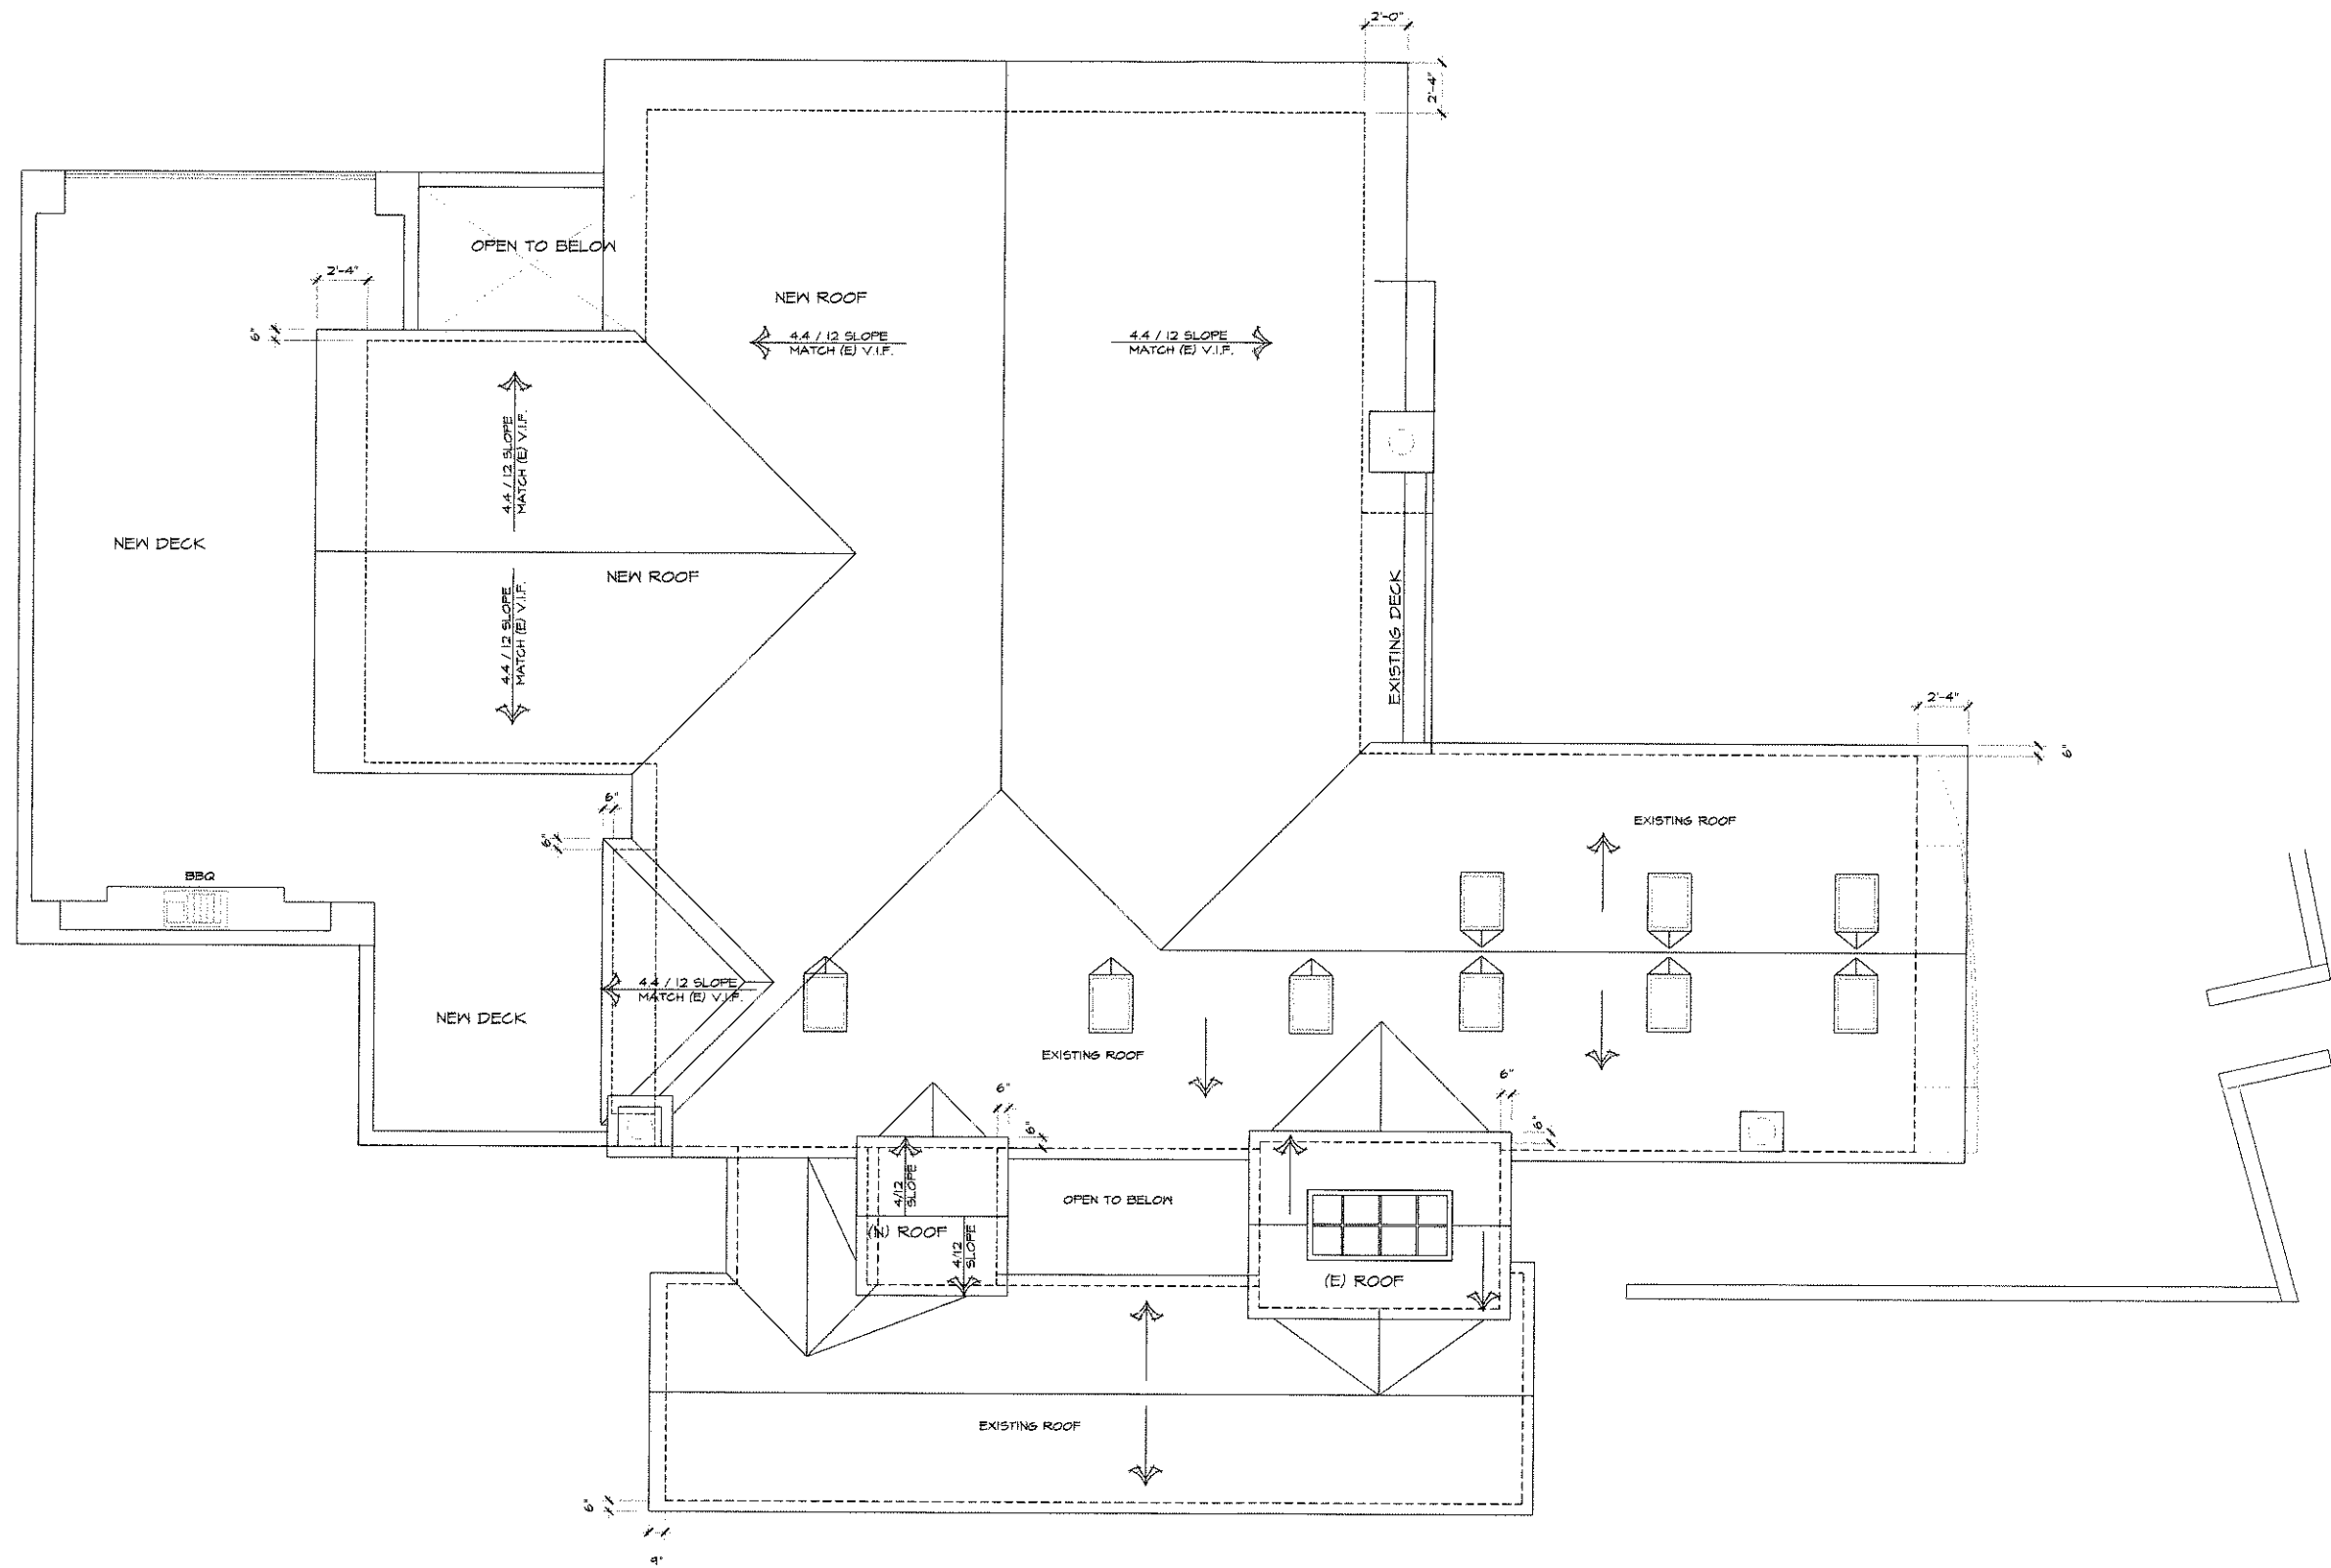 2'-0"
2'-4"
OPEN TO BELOW
2'-4"
6"
NEW ROOF
4.4 / 12 SLOPE
MATCH (E) V.I.F.
4.4 / 12 SLOPE
MATCH (E) V.I.F.
4.4 / 12 SLOPE
MATCH (E) V.I.F.
NEW DECK
NEW ROOF
4.4 / 12 SLOPE
MATCH (E) V.I.F.
EXISTING DECK
2'-4"
6"
6"
6"
EXISTING ROOF
BBQ
4.4 / 12 SLOPE
MATCH (E) V.I.F.
NEW DECK
EXISTING ROOF
6"
6"
6"
6"
4/12
SLOPE
OPEN TO BELOW
(N) ROOF
4/12
SLOPE
(E) ROOF
EXISTING ROOF
6"
9"